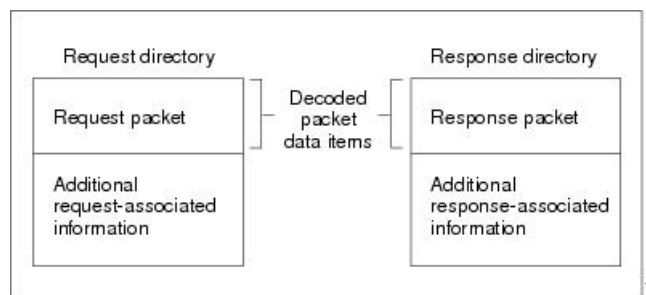 Request directory
Request packet
Additional
request-associated
information
Decoded
packet
data items
Response directory
Response packet
Additional
response-associated
information